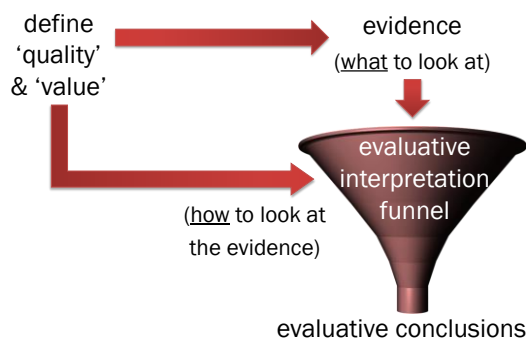 define
‘quality’
& ‘value’
evidence
(what to look at)
evaluative
interpretation
funnel
(how to look at
the evidence)
evaluative conclusions